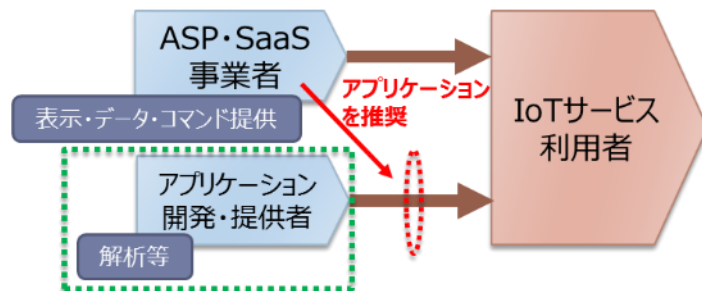 ASP・SaaS
事業者
表示・データ・コマンド提供
アプリケーション
を推奨
IoTサービス
利用者
アプリケーション
開発・提供者
解析等